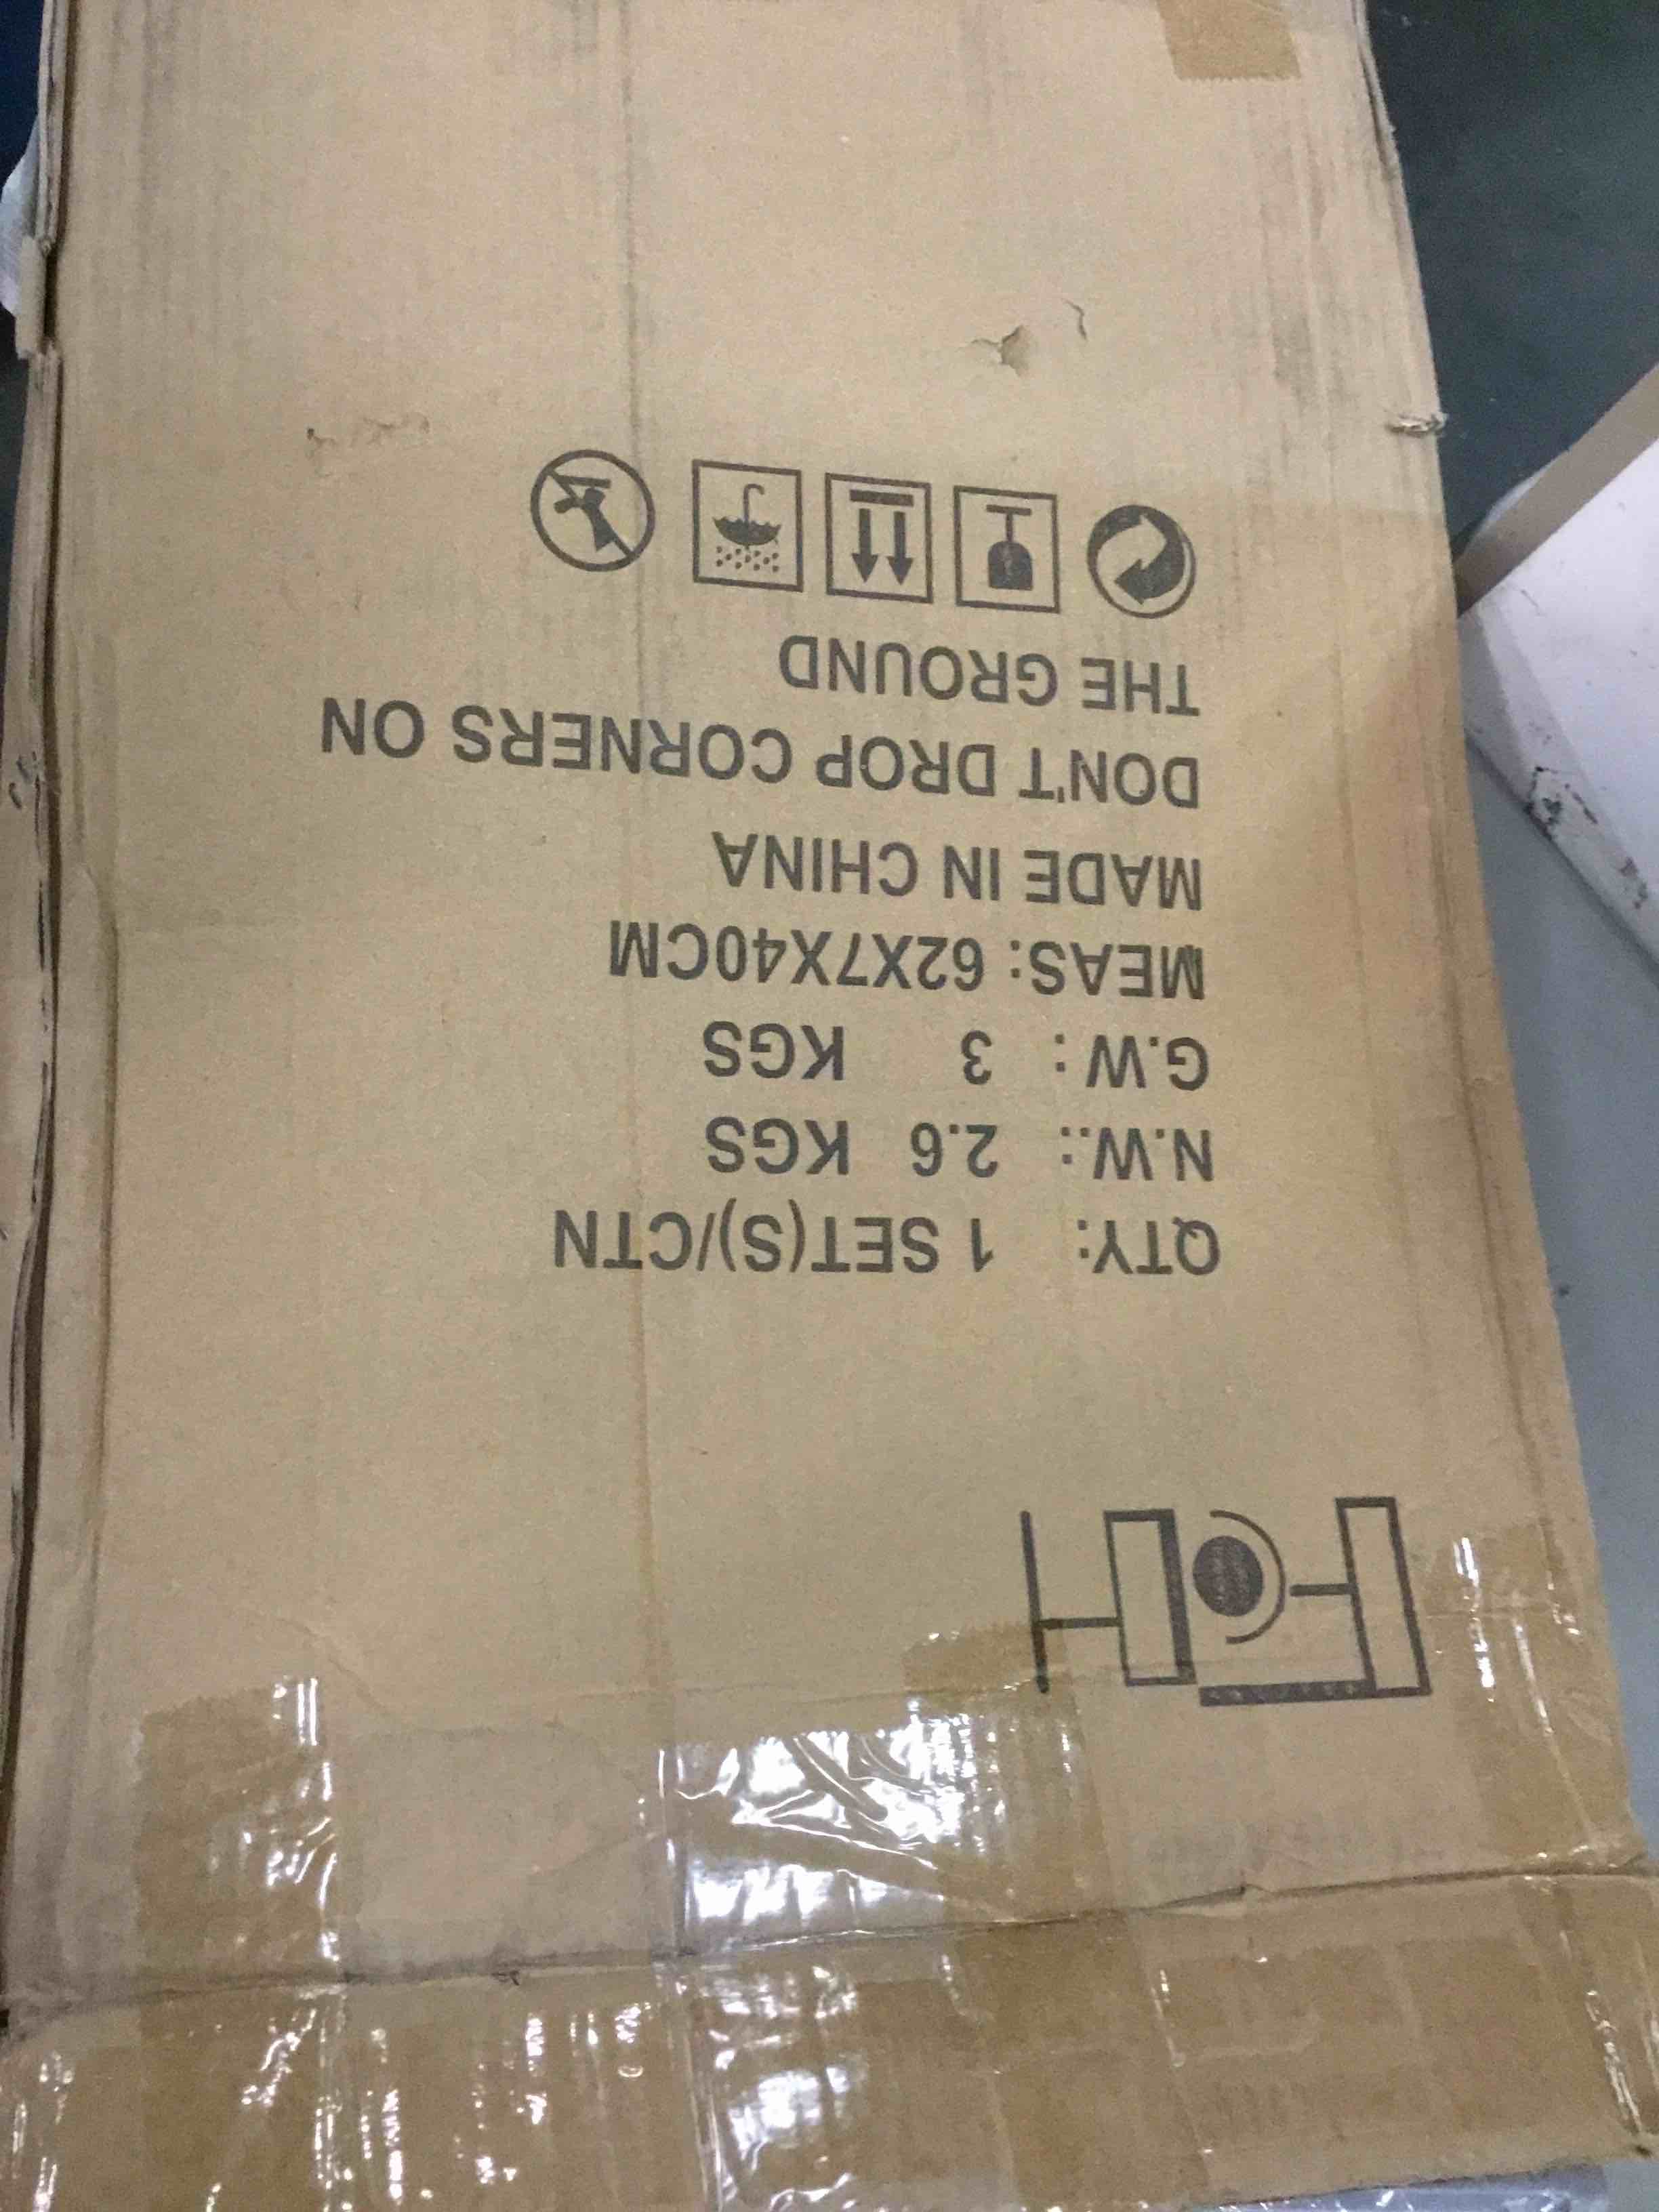 QTY: 1 SET(S)/CTN
N.W.: 2.6 KGS
G.W: 3 KGS
MEAS: 62X7X40CM
MADE IN CHINA
DON'T DROP CORNERS ON
THE GROUND